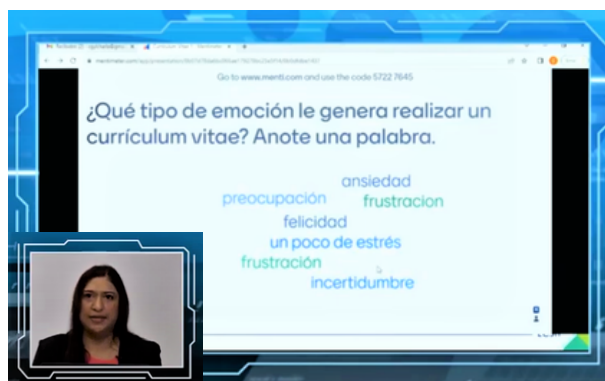 Go to www.menti.com and use the code 5722 7645
¿Qué tipo de emoción le genera realizar un
currículum vitae? Anote una palabra.
ansiedad
preocupación frustracion
felicidad
un poco de estrés
frustración
incertidumbre